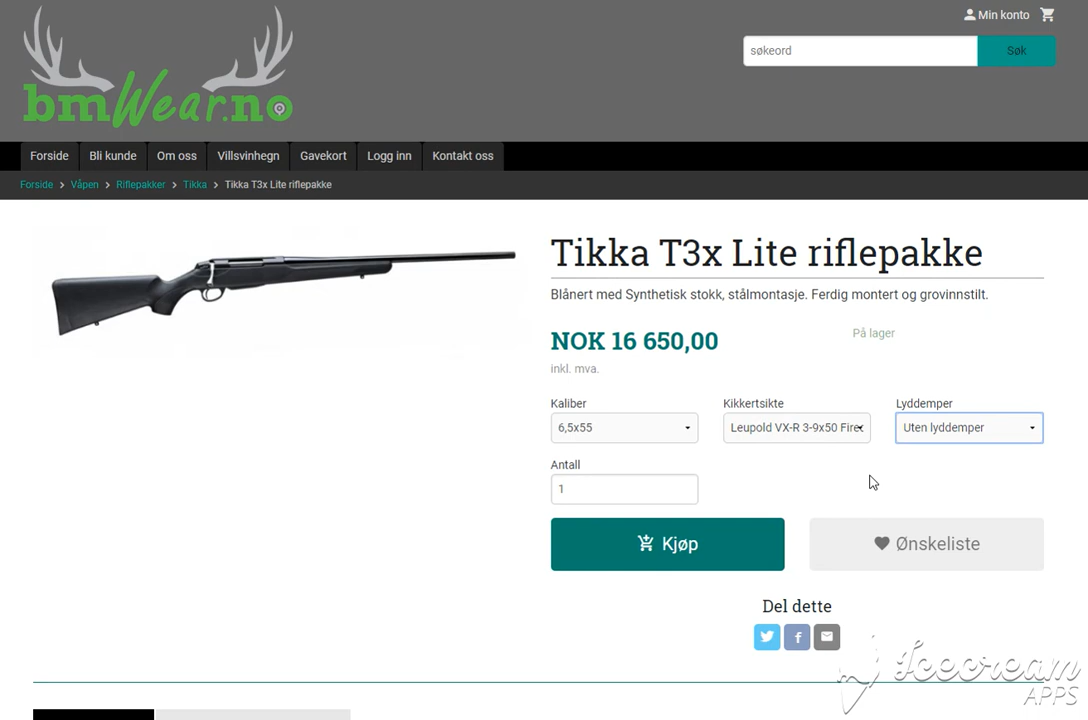 Min konto
bmWear.no
søkeord
Søk
Forside
Bli kunde
Om oss
Villsvinhegn
Gavekort
Logg inn
Kontakt oss
Forside > Våpen > Riflepakker > Tikka > Tikka T3x Lite riflepakke
Tikka T3x Lite riflepakke
Blånert med Synthetisk stokk, stålmontasje. Ferdig montert og grovinnstilt.
NOK 16 650,00
På lager
inkl. mva.
Kaliber
Kikkertsikte
Lyddemper
6,5x55
Leupold VX-R 3-9x50 Fire
Uten lyddemper
Antall
1
Kjøp
Ønskeliste
Del dette
f
Icecream
APPS